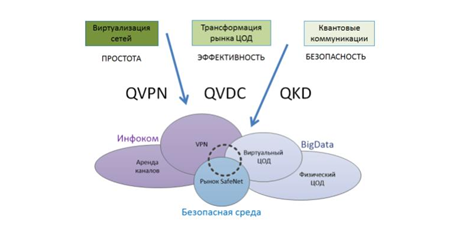 Виртуализация
сетей
Трансформация
рынка ЦОД
Квантовые
коммуникации
ПРОСТОТА
ЭФФЕКТИВНОСТЬ
БЕЗОПАСНОСТЬ
QVPN
QVDC
QKD
Инфоком
VPN
BigData
Аренда
каналов
Виртуальный
ЦОД
Рынок SafeNet
Физический
ЦОД
Безопасная среда